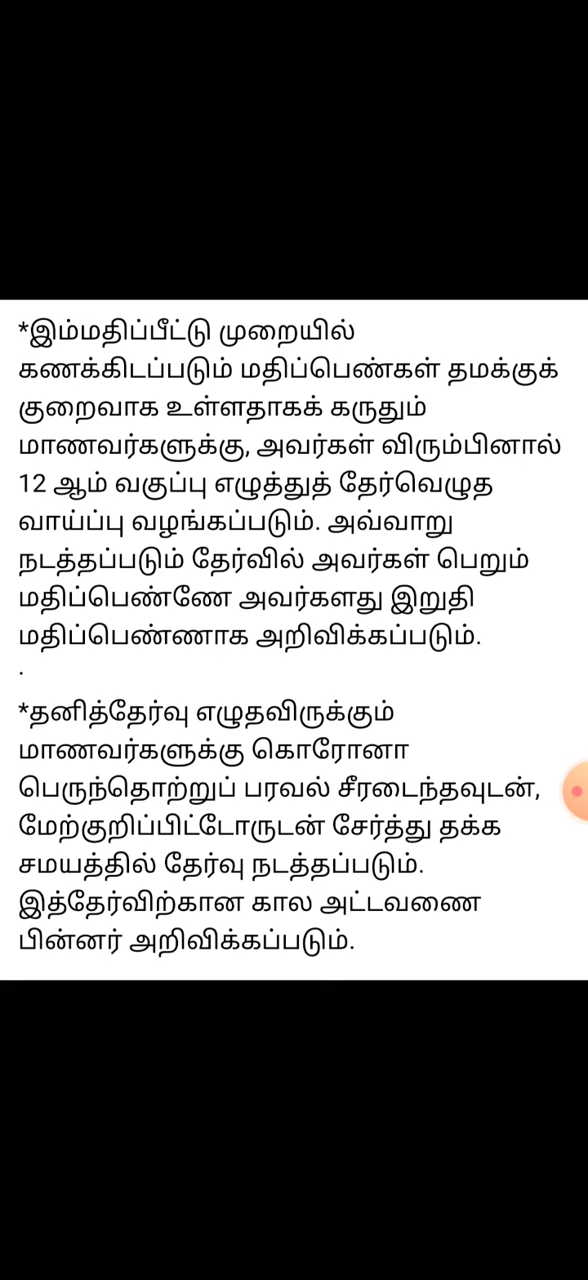 *இம்மதிப்பீட்டு முறையில்
கணக்கிடப்படும் மதிப்பெண்கள் தமக்குக்
குறைவாக உள்ளதாகக் கருதும்
மாணவர்களுக்கு, அவர்கள் விரும்பினால்
12 ஆம் வகுப்பு எழுத்துத் தேர்வெழுத
வாய்ப்பு வழங்கப்படும். அவ்வாறு
நடத்தப்படும் தேர்வில் அவர்கள் பெறும்
மதிப்பெண்ணே அவர்களது இறுதி
மதிப்பெண்ணாக அறிவிக்கப்படும்.
.
*தனித்தேர்வு எழுதவிருக்கும்
மாணவர்களுக்கு கொரோனா
பெருந்தொற்றுப் பரவல் சீரடைந்தவுடன்,
மேற்குறிப்பிட்டோருடன் சேர்த்து தக்க
சமயத்தில் தேர்வு நடத்தப்படும்.
இத்தேர்விற்கான கால அட்டவணை
பின்னர் அறிவிக்கப்படும்.